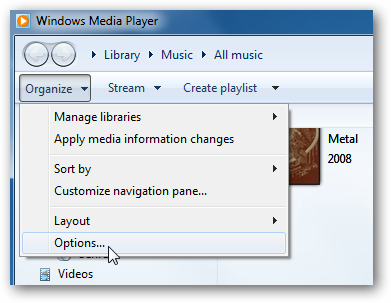 Windows Media Player
Library Music All music
Organize Stream Create playlist
Manage libraries
Apply media information changes
Sort by
Customize navigation pane...
Layout
Options...
Metal
2008
Videos